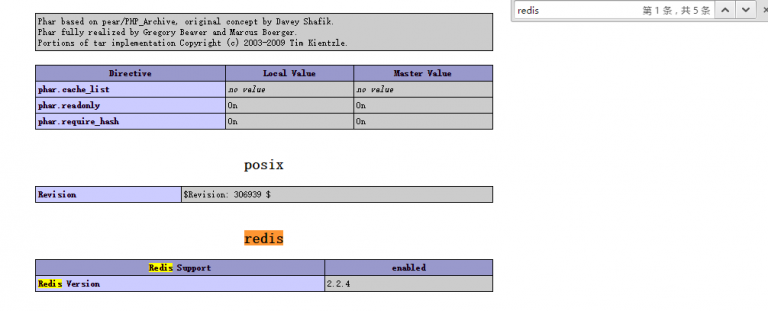 redis 第 1 条，共 5 条
Phar based on pear/PHP_Archive, original concept by Davey Shafik.
Phar fully realized by Gregory Beaver and Marcus Boerger.
Portions of tar implementation Copyright (c) 2003-2009 Tim Kientzle.
Directive Local Value Master Value
phar.cache_list no value no value
phar.readonly On On
phar.require_hash On On
posix
Revision $Revision: 306939 $
redis
Redis Support enabled
Redis Version 2.2.4